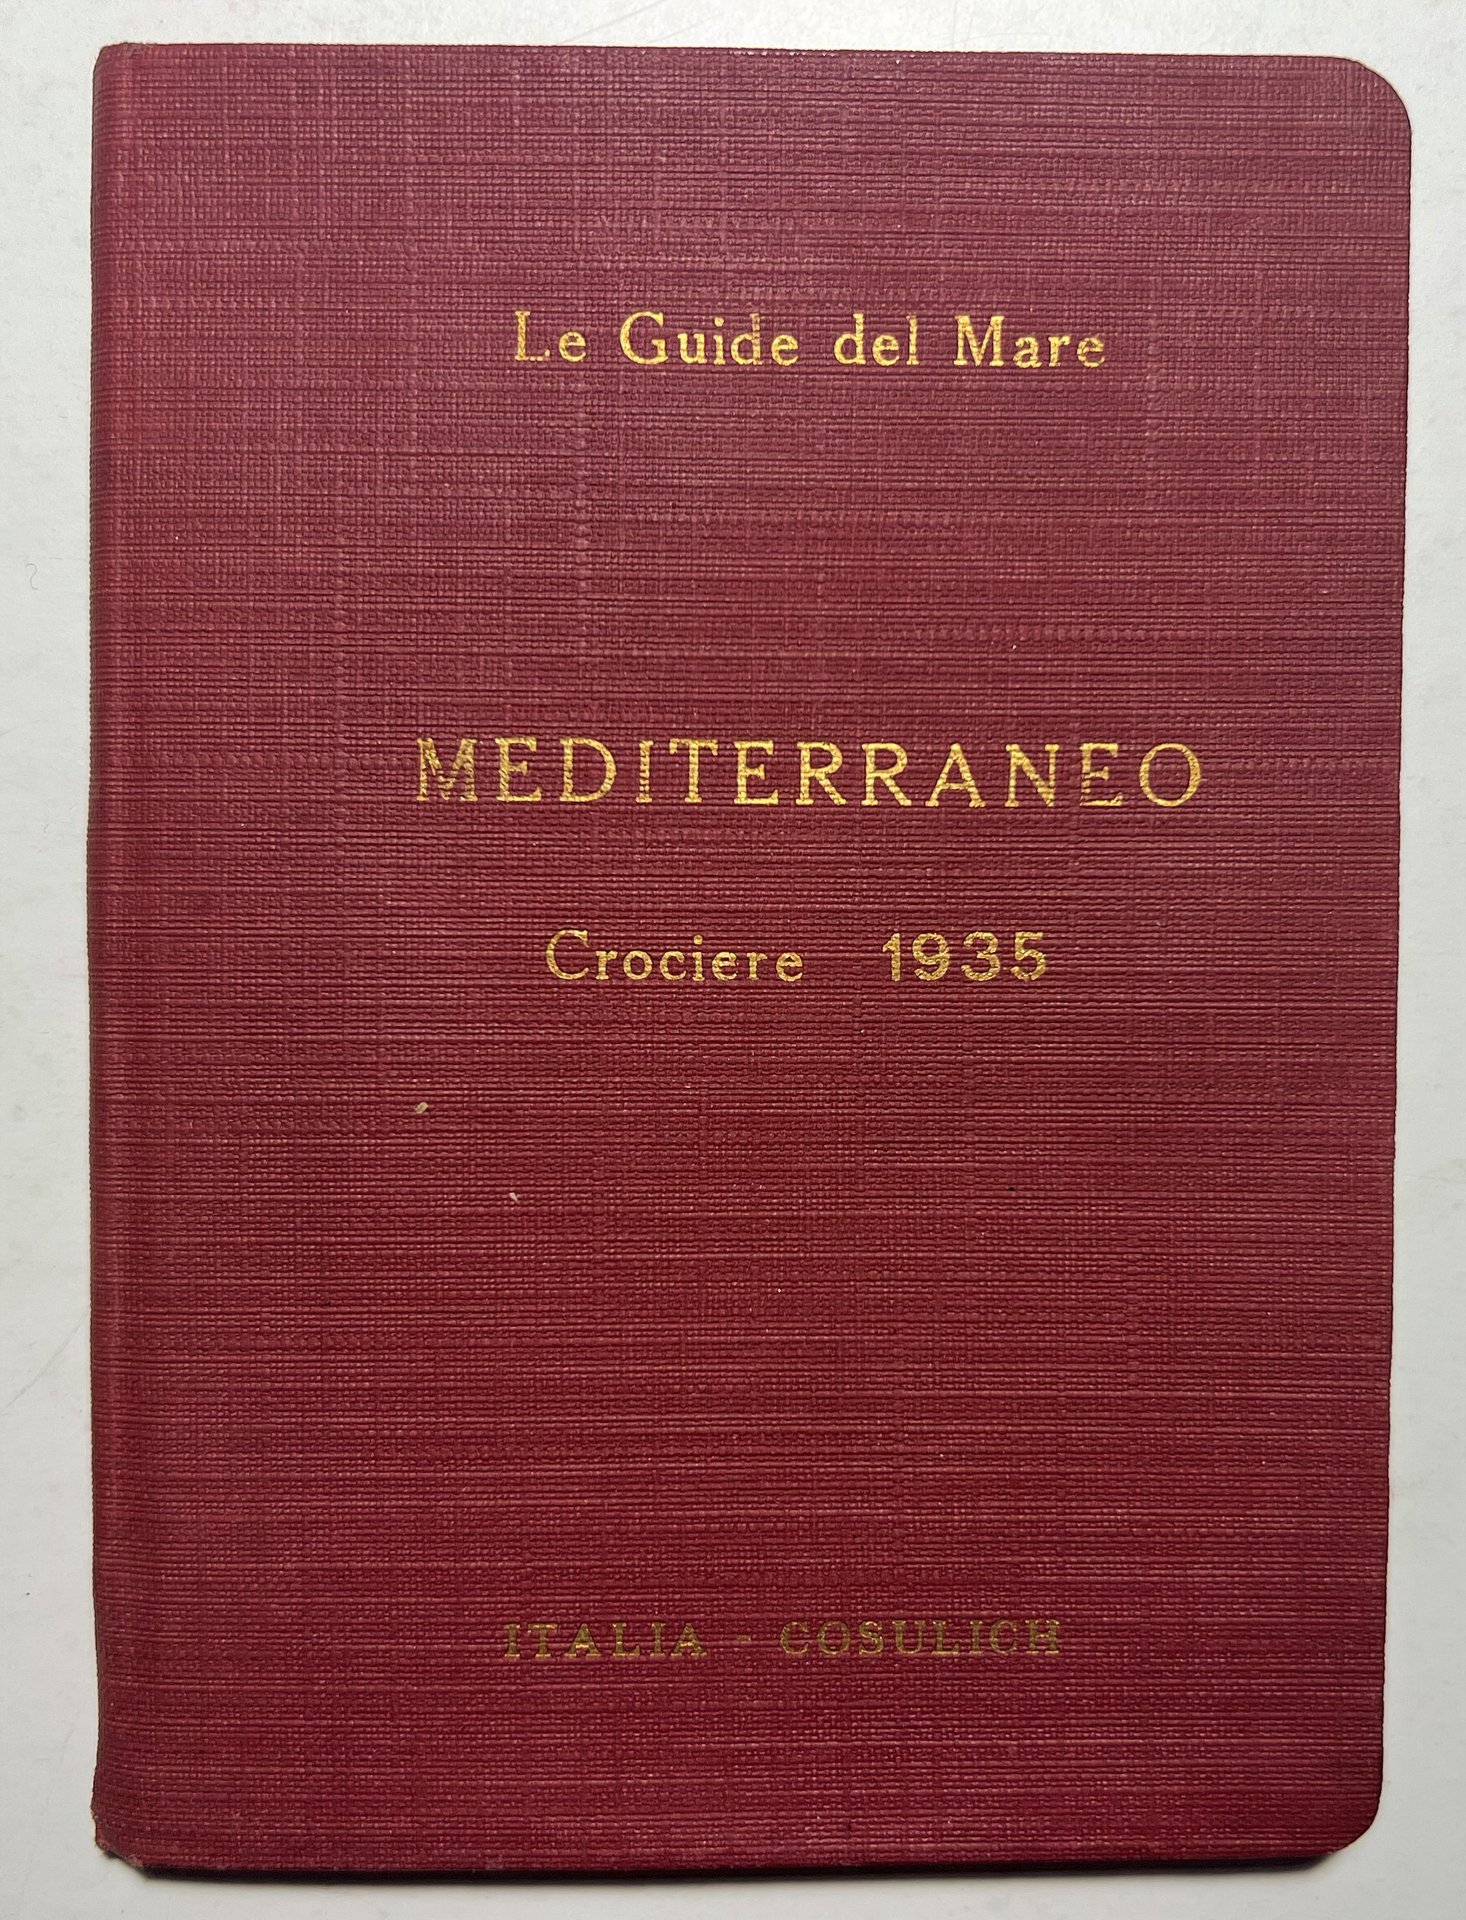 Le Guide del Mare
MEDITERRANEO
Crociere 1935
ITALIA - COSULICH